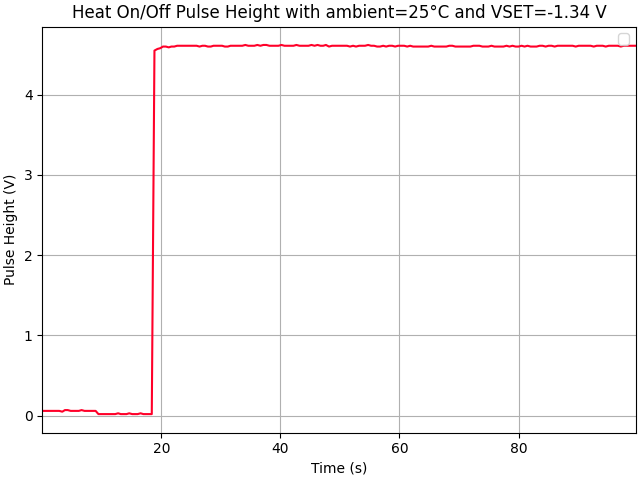 Heat On/Off Pulse Height with ambient=25°C and VSET=-1.34 V
Pulse Height (V)
4
3
2
1
0
20 40 60 80
Time (s)